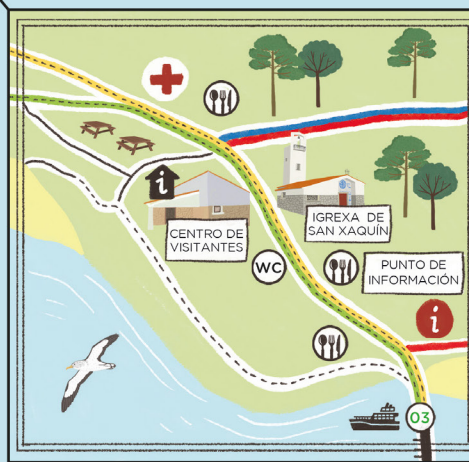 IGREXA DE
SAN XAQUÍN
CENTRO DE
VISITANTES
WC
PUNTO DE
INFORMACIÓN
i
i
03